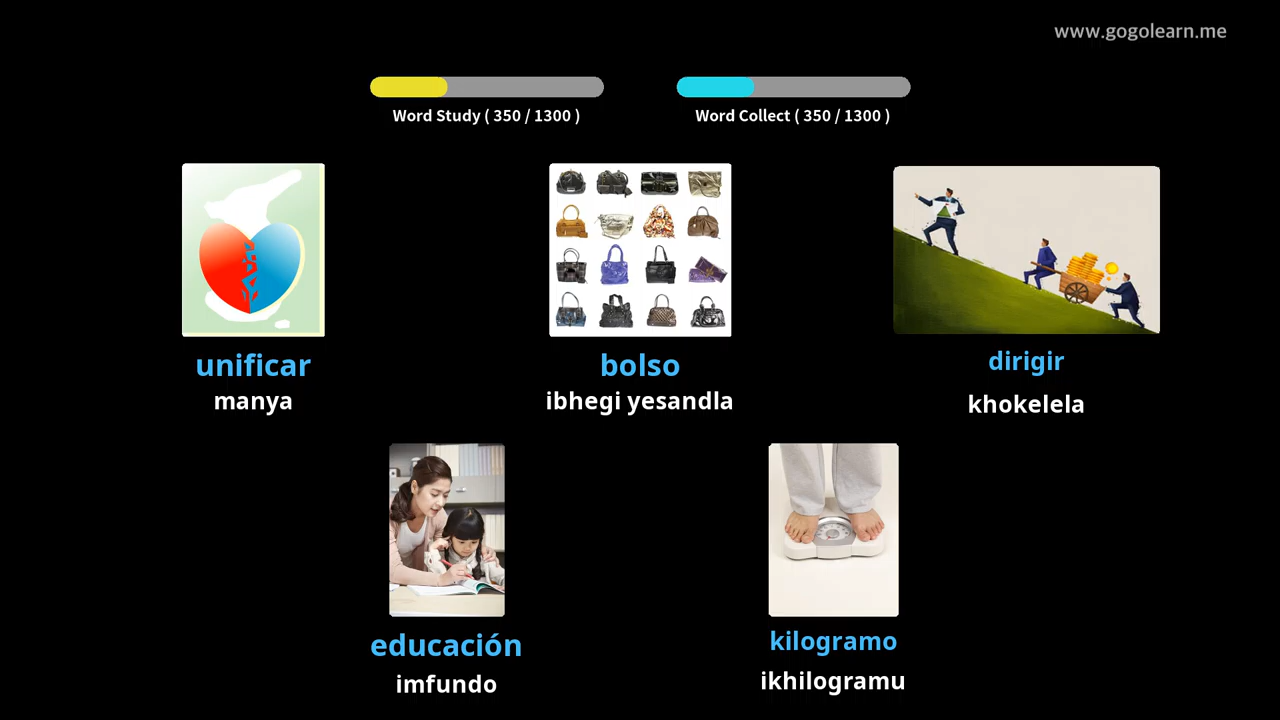 www.gogolearn.me
Word Study ( 350 / 1300 )
Word Collect ( 350 / 1300 )
unificar
manya
bolso
ibhegi yesandla
dirigir
khokelela
educación
imfundo
kilogramo
ikhilogramu